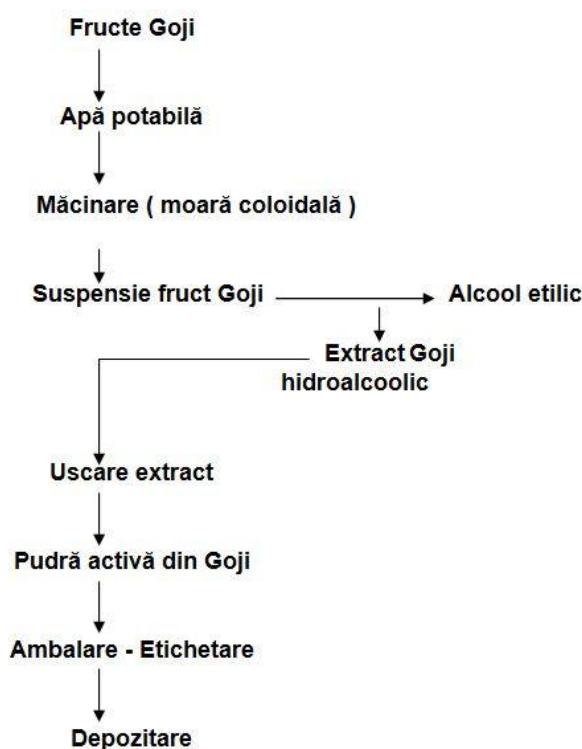 Fructe Goji
Apă potabilă
Măcinare ( moară coloidală )
Suspensie fruct Goji
Alcool etilic
Extract Goji
hidroalcoolic
Uscare extract
Pudră activă din Goji
Ambalare - Etichetare
Depozitare